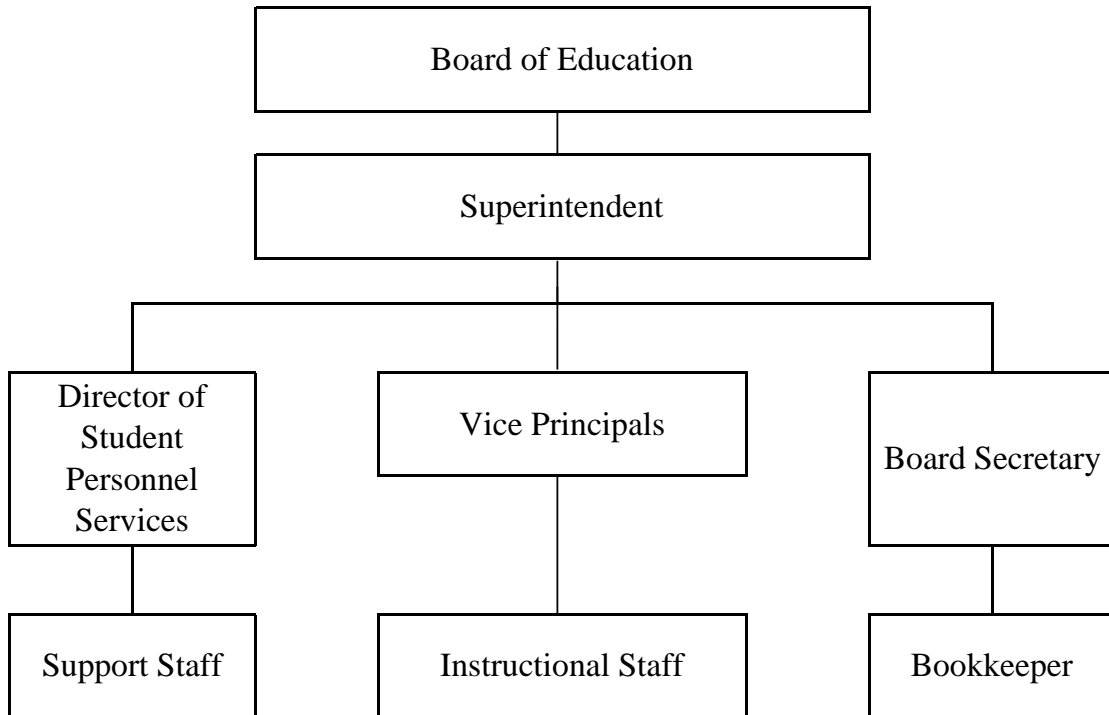 Board of Education
Superintendent
Director of
Student
Personnel
Services
Vice Principals
Board Secretary
Support Staff
Instructional Staff
Bookkeeper